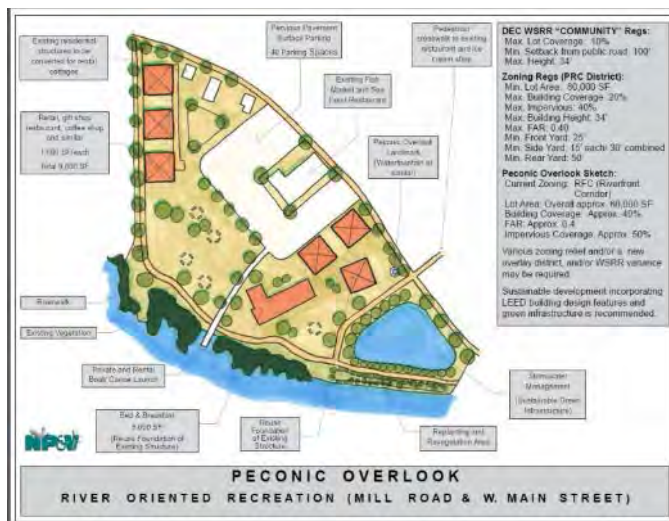 Existing residential
structures to be
converted for rental
cottages
Pervious Pavement
Surface Parking
40 Parking Spaces
Pedestrian
crosswalk to existing
restaurant and ice
cream shop
Existing Fish
Market and Sea
Food Restaurant
Retail, gift shop
restaurant, coffee shop
and similar
Total 9,000 SF
Peconic Overlook
Landmark
(Watermain or
similar)
DEC WSRR "COMMUNITY" Regs:
Max. Lot Coverage: 60%
Min. Setback from public road: 100'
Max. Height: 34'
Zoning Regs (PRC District):
Min. Lot Area: 80,000 SF
Max. Building Coverage: 20%
Max. Impervious: 40%
Max. Building Height: 34'
Max. FAR: 0.40
Min. Front Yard: 25'
Min. Side Yard: 15' each/ 30' combined
Min. Rear Yard: 50'
Peconic Overlook Sketch:
Current Zoning: RFC (Riverfront
Corridor)
Lot Area: Overall approx. 60,000 SF
Building Coverage: Approx. 40%
FAR: Approx. 0.4
Impervious Coverage: Approx. 50%
Various zoning relief and/or a new
overlay district, and/or WSRR variance
may be required.
Sustainable development incorporating
LEED building design features and
green infrastructure is recommended.
Riverwalk
Existing Vegetation
Private and Rental
Boat/ Canoe Launch
Bed & Breakfast
5,000 SF
(Reuse Foundation of
Existing Structure)
Reuse
Foundation
of Existing
Structure
Replanting and
Revegetation Area
Stormwater
Management
(Sustainable Green
Infrastructure)
NP&V
PECONIC OVERLOOK
RIVER ORIENTED RECREATION (MILL ROAD & W. MAIN STREET)